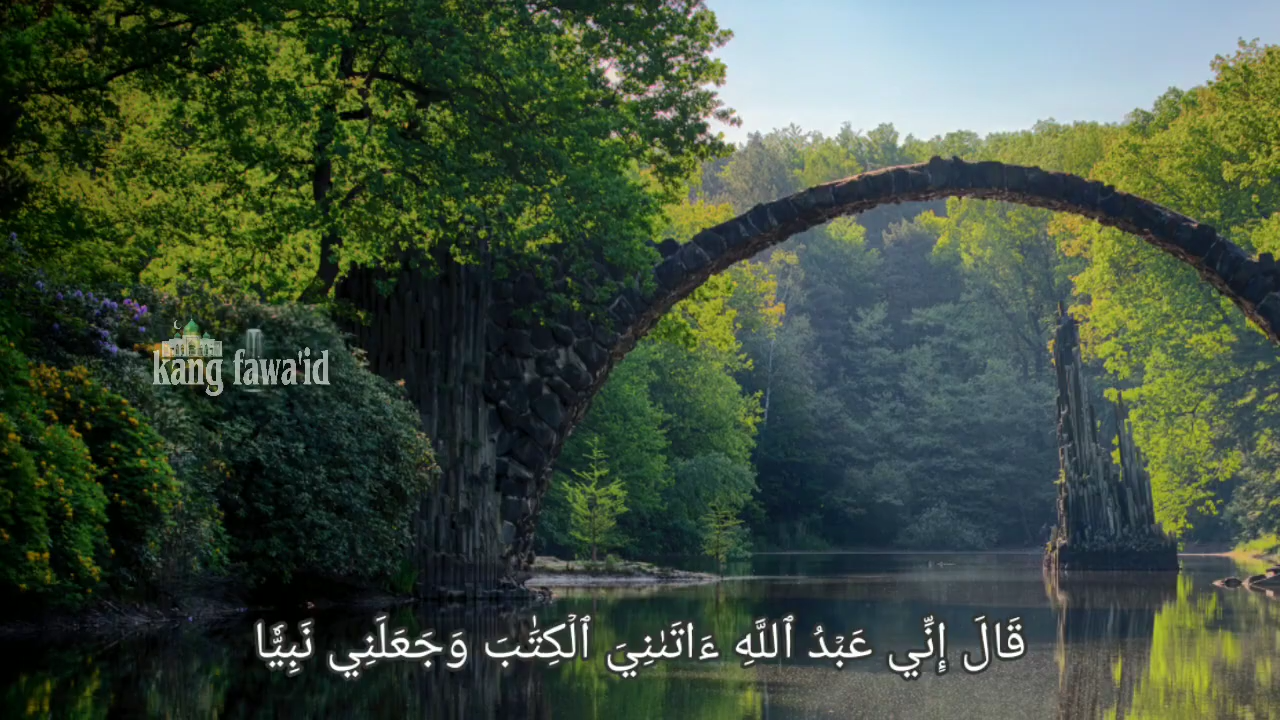 kang fawa'id
قَالَ إِنِّي عَبْدُ ٱللَّهِ ءَاتَىٰنِيَ ٱلْكِتَٰبَ وَجَعَلَنِي نَبِيًّا